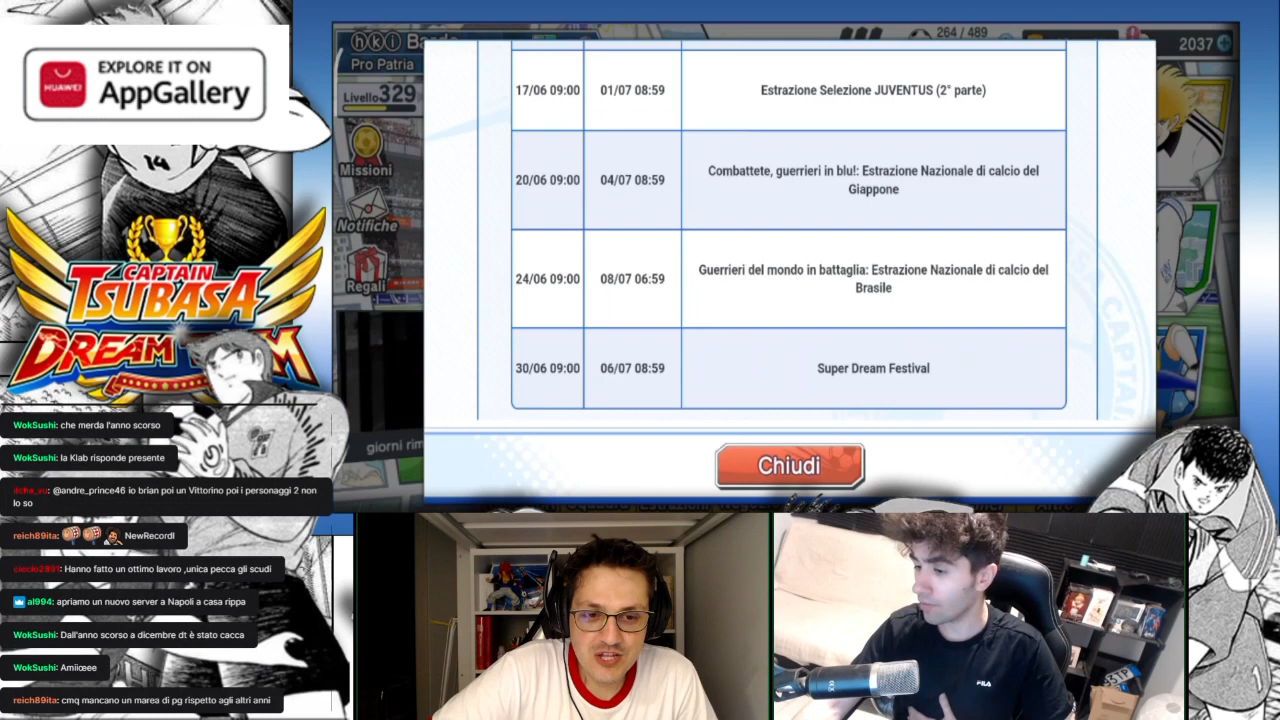 EXPLORE IT ON
AppGallery
HUAWEI
14
CAPTAIN
TSUBASA
DREAM TEAM
hki
Pro Patria
Livello 329
Missioni
Notifiche
Regali
giorni
264 / 489
2037
17/06 09:00 01/07 08:59 Estrazione Selezione JUVENTUS (2° parte)
20/06 09:00 04/07 08:59 Combattete, guerrieri in blu!: Estrazione Nazionale di calcio del
Giappone
24/06 09:00 08/07 06:59 Guerrieri del mondo in battaglia: Estrazione Nazionale di calcio del
Brasile
30/06 09:00 06/07 08:59 Super Dream Festival
Chiudi
WokSushi: che merda l'anno scorso
WokSushi: la Klab risponde presente
@andre_prince46 io brian poi un Vittorino poi i personaggi 2 non
lo so
reich89ita: NewRecordI
Hanno fatto un ottimo lavoro ,unica pecca gli scudi
al994: apriamo un nuovo server a Napoli a casa rippa
WokSushi: Dall'anno scorso a dicembre dt è stato cacca
WokSushi: Amiiœee
reich89ita: cmq mancano un marea di pg rispetto agli altri anni
FILA